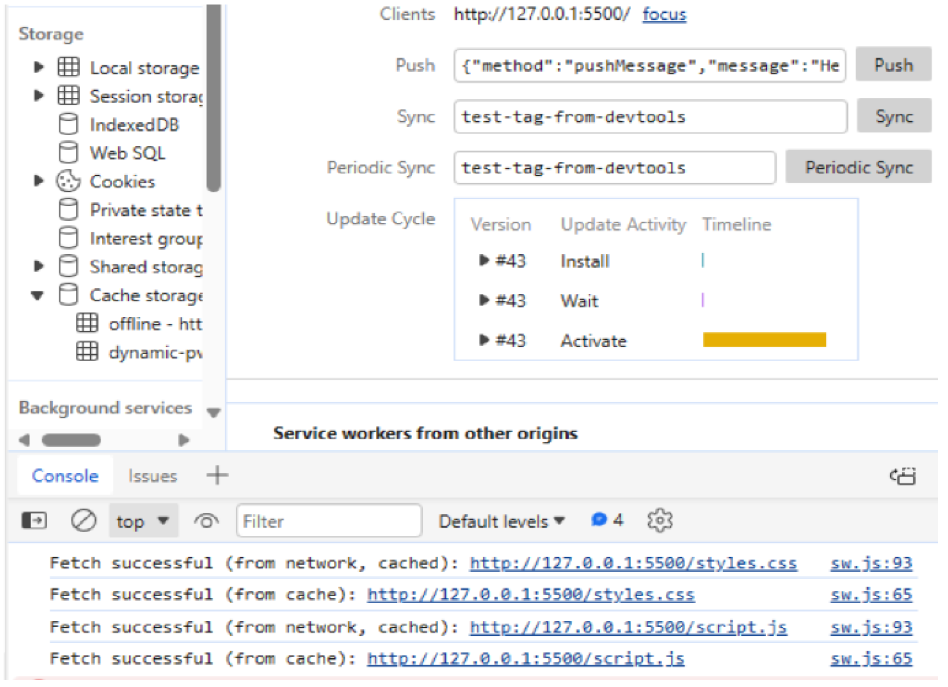 Storage
Local storage
Session storag
IndexedDB
Web SQL
Cookies
Private state t
Interest group
Shared storag
Cache storage
offline - htt
dynamic-pv
Background services
Clients http://127.0.0.1:5500/ focus
Push {"method":"pushMessage","message":"He Push
Sync test-tag-from-devtools Sync
Periodic Sync test-tag-from-devtools Periodic Sync
Update Cycle Version Update Activity Timeline
#43 Install
#43 Wait
#43 Activate
Service workers from other origins
Console Issues
top Filter Default levels 4
Fetch successful (from network, cached): http://127.0.0.1:5500/styles.css sw.js:93
Fetch successful (from cache): http://127.0.0.1:5500/styles.css sw.js:65
Fetch successful (from network, cached): http://127.0.0.1:5500/script.js sw.js:93
Fetch successful (from cache): http://127.0.0.1:5500/script.js sw.js:65